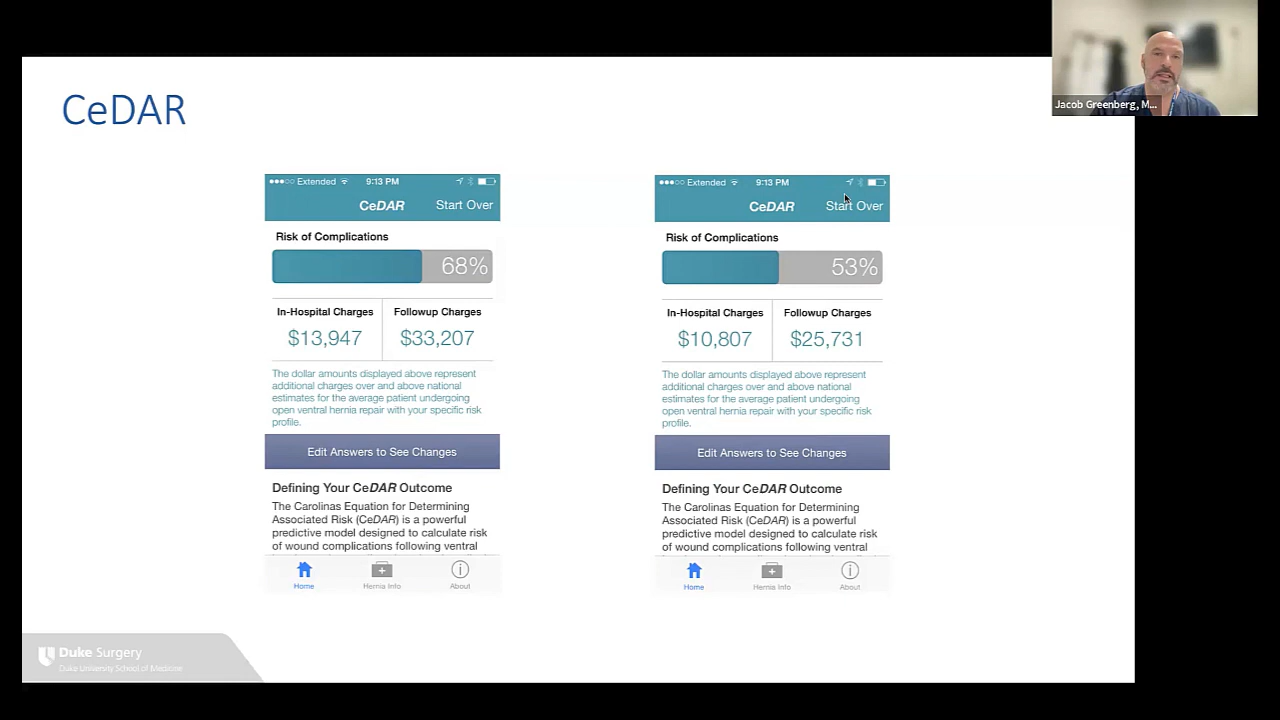 CeDAR
Jacob Greenberg, M...
Extended 9:13 PM
CeDAR Start Over
Risk of Complications
68%
In-Hospital Charges Followup Charges
$13,947 $33,207
The dollar amounts displayed above represent
additional charges over and above national
estimates for the average patient undergoing
open ventral hernia repair with your specific risk
profile.
Edit Answers to See Changes
Defining Your CeDAR Outcome
The Carolinas Equation for Determining
Associated Risk (CeDAR) is a powerful
predictive model designed to calculate risk
of wound complications following ventral
Home Hernia Info About
Extended 9:13 PM
CeDAR Start Over
Risk of Complications
53%
In-Hospital Charges Followup Charges
$10,807 $25,731
The dollar amounts displayed above represent
additional charges over and above national
estimates for the average patient undergoing
open ventral hernia repair with your specific risk
profile.
Edit Answers to See Changes
Defining Your CeDAR Outcome
The Carolinas Equation for Determining
Associated Risk (CeDAR) is a powerful
predictive model designed to calculate risk
of wound complications following ventral
Home Hernia Info About
Duke Surgery
Duke University School of Medicine